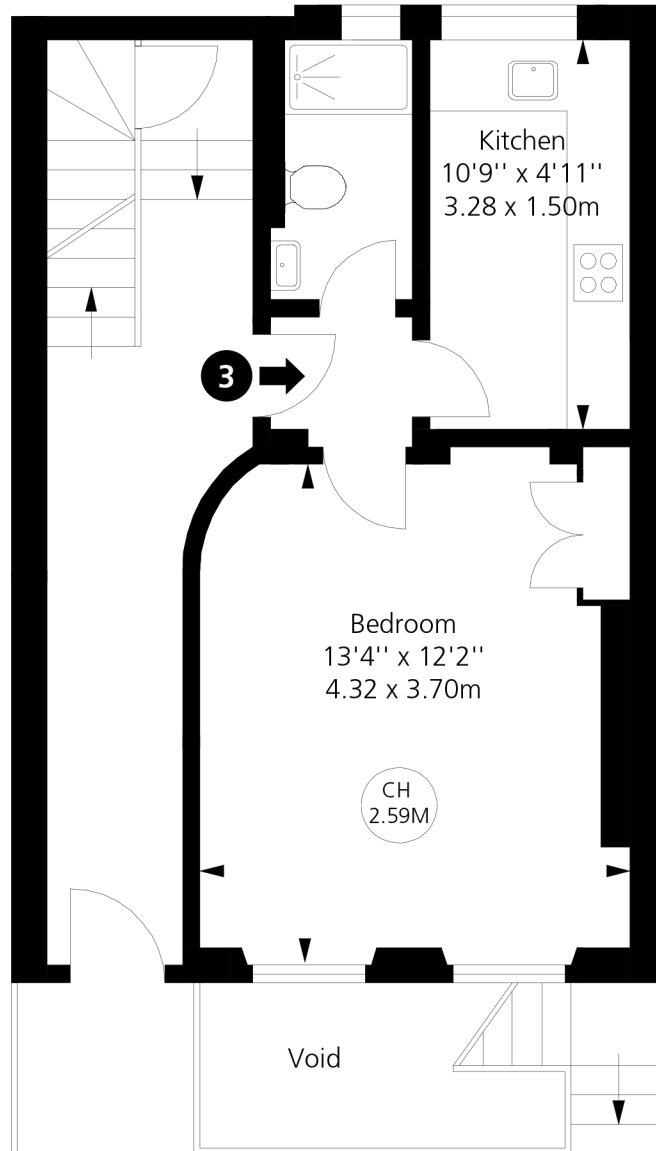 Kitchen
10'9'' x 4'11''
3.28 x 1.50m
3
Bedroom
13'4'' x 12'2''
4.32 x 3.70m
CH
2.59M
Void